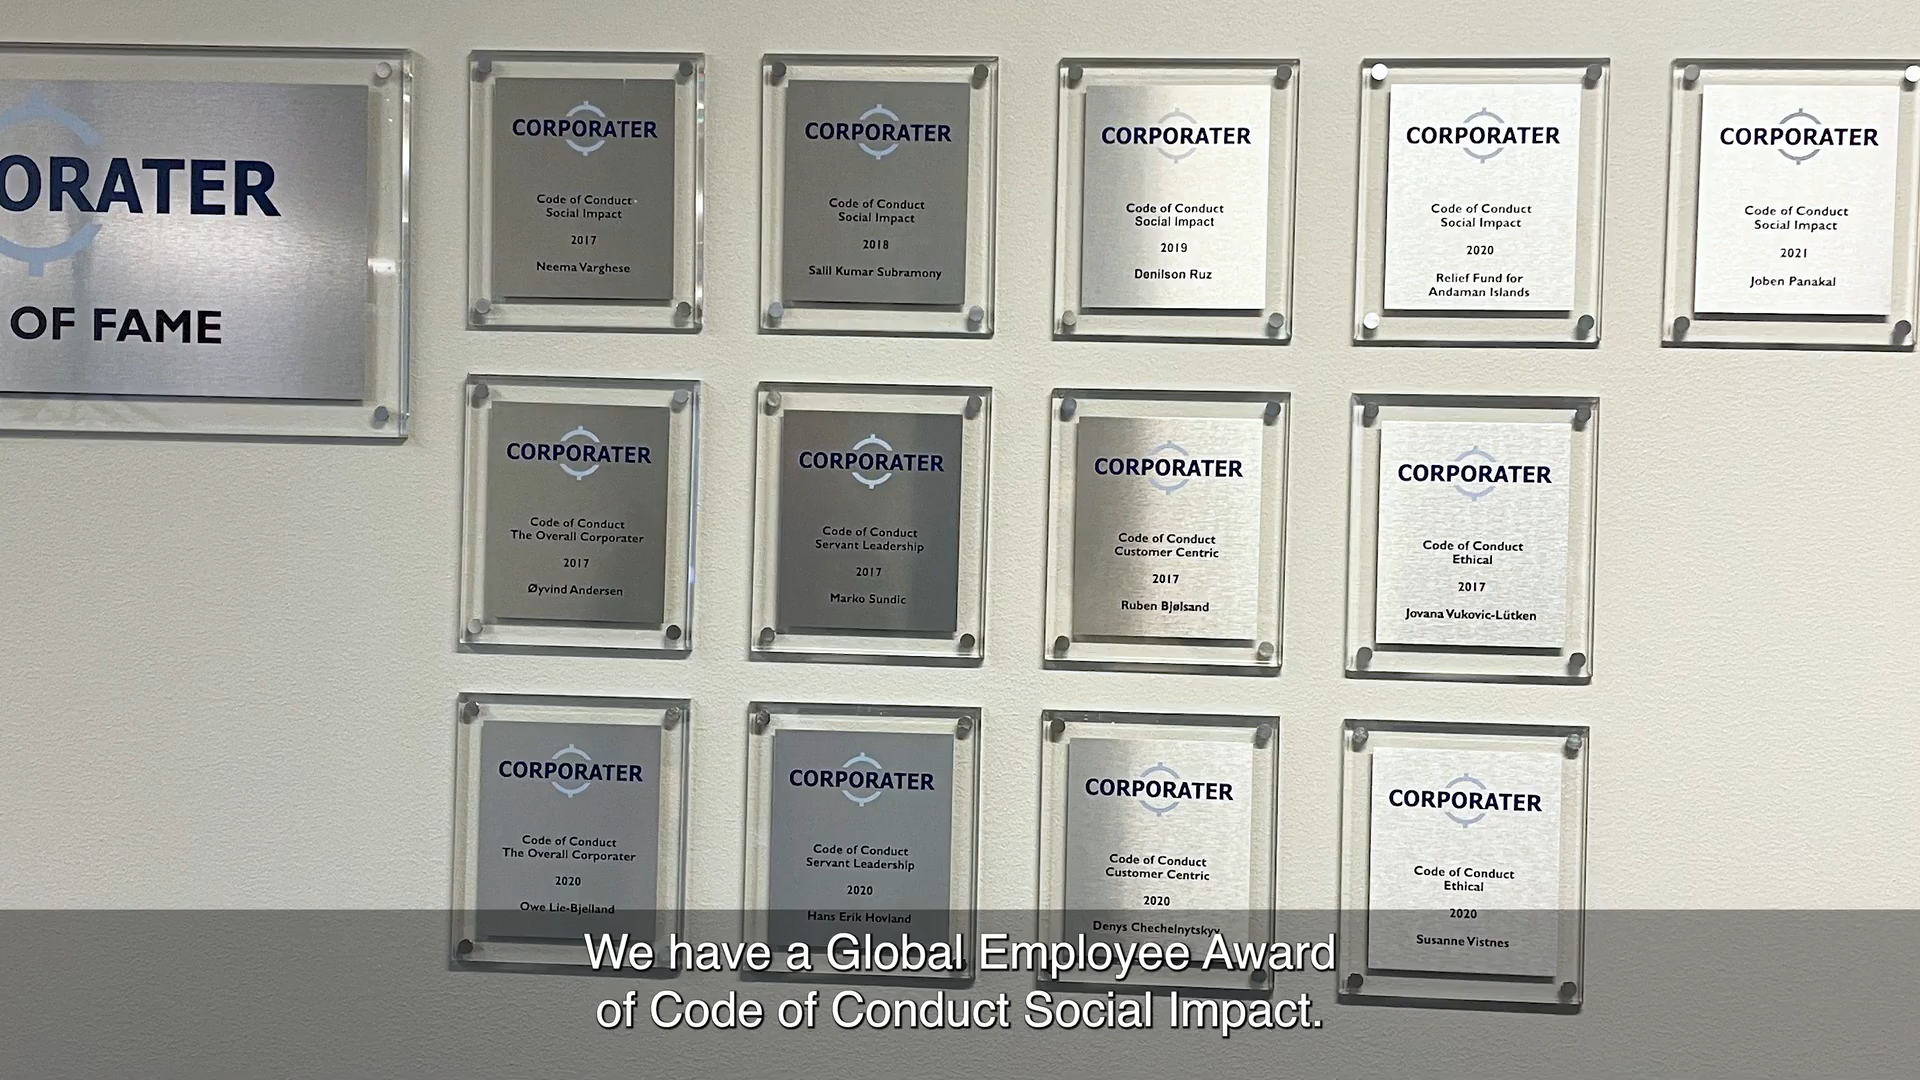 ORATER
OF FAME
CORPORATER
Code of Conduct
Social Impact
2017
Neema Varghese
CORPORATER
Code of Conduct
Social Impact
2018
Salil Kumar Subramony
CORPORATER
Code of Conduct
Social Impact
2019
Denilson Ruz
CORPORATER
Code of Conduct
Social Impact
2020
Relief Fund for
Andaman Islands
CORPORATER
Code of Conduct
Social Impact
2021
Joben Panakal
CORPORATER
Code of Conduct
The Overall Corporater
2017
Øyvind Andersen
CORPORATER
Code of Conduct
Servant Leadership
2017
Marko Sundic
CORPORATER
Code of Conduct
Customer Centric
2017
Ruben Bjølsand
CORPORATER
Code of Conduct
Ethical
2017
Jovana Vukovic-Lütken
CORPORATER
Code of Conduct
The Overall Corporater
2020
Owe Lie-Bjelland
CORPORATER
Code of Conduct
Servant Leadership
2020
Hans Erik Hovland
CORPORATER
Code of Conduct
Customer Centric
2020
Denys Chechelnytskyy
CORPORATER
Code of Conduct
Ethical
2020
Susanne Vistnes
We have a Global Employee Award
of Code of Conduct Social Impact.